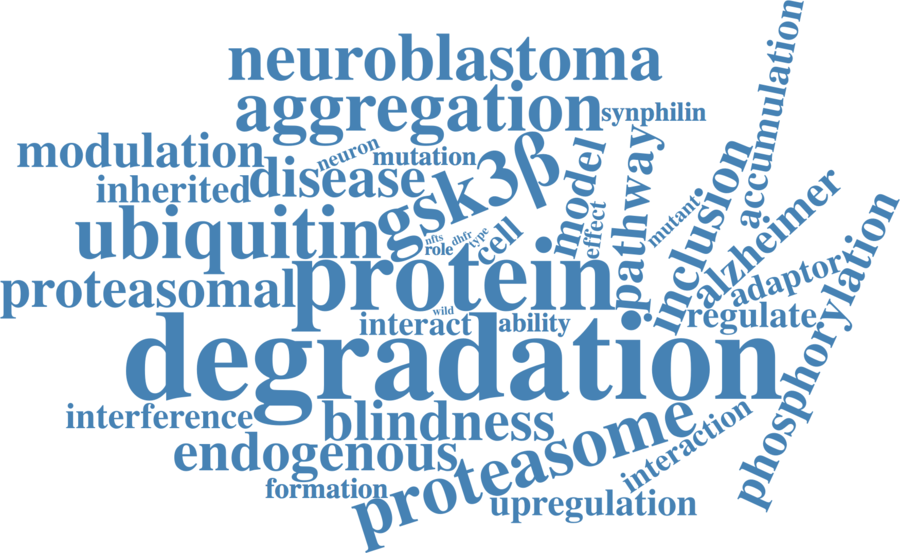 neuroblastoma
accumulation
aggregation
synphilin
modulation
neuron
mutation
inherited
disease
gsk3β
model
effect
pathway
mutant
inclusion
alzheimer
ubiquitin
nfts
dhfr
type
role
cell
adaptor
proteasomal
protein
phosphorylation
wild
interact
ability
regulate
degradation
interference
blindness
proteasome
interaction
endogenous
formation
upregulation